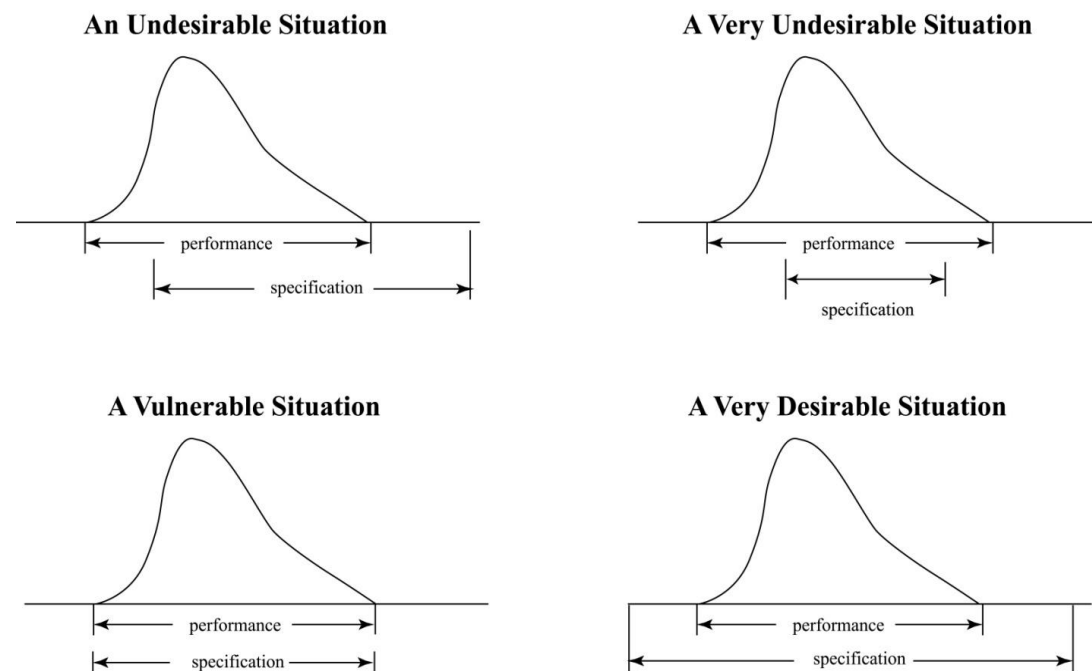 An Undesirable Situation
performance
specification
A Very Undesirable Situation
performance
specification
A Vulnerable Situation
performance
specification
A Very Desirable Situation
performance
specification